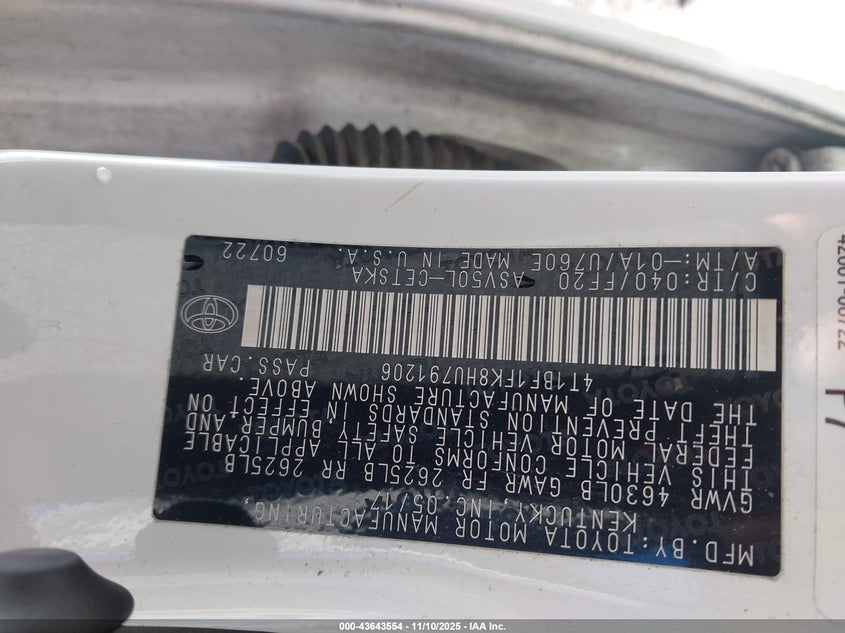 MFD. BY: TOYOTA MOTOR MANUFACTURING,
KENTUCKY, INC. 05/17
GVWR 4630LB GAWR FR 2625LB RR 2625LB
THIS VEHICLE CONFORMS TO ALL APPLICABLE
FEDERAL MOTOR VEHICLE SAFETY, BUMPER AND
THEFT PREVENTION STANDARDS IN EFFECT ON
THE DATE OF MANUFACTURE SHOWN ABOVE.
4T1BF1FK8HU791206 PASS. CAR
C/TR:040/FF20 ASV50L-CETSKA
A/TM:-01A/U760E MADE IN U.S.A. 60722
F7
000-43643554 — 11/10/2025 — IAA Inc.